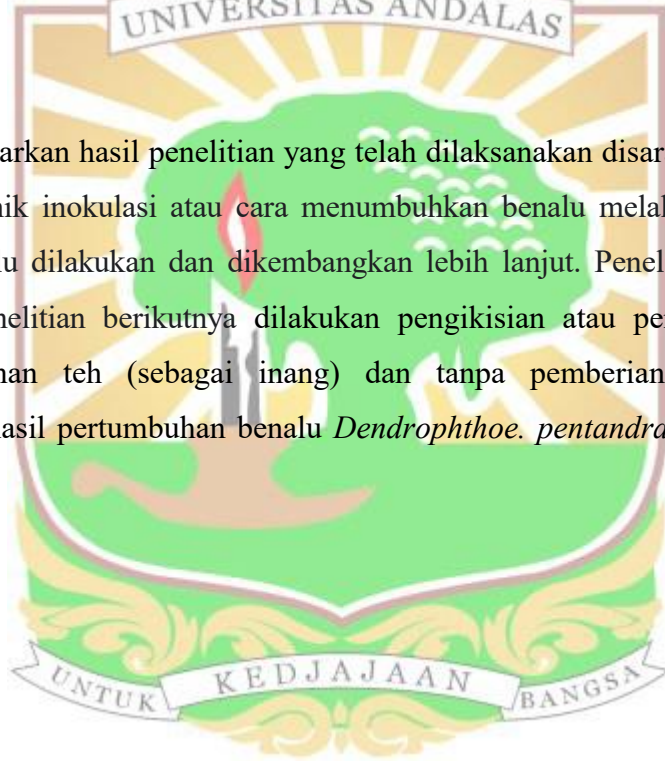 UNIVERSITAS ANDALAS
arkan hasil penelitian yang telah dilaksanakan disar
nik inokulasi atau cara menumbuhkan benalu melal
u dilakukan dan dikembangkan lebih lanjut. Penel
nelitian berikutnya dilakukan pengikisian atau per
nan teh (sebagai inang) dan tanpa pemberian
hasil pertumbuhan benalu Dendrophthoe. pentandra
UNTUK KEDJAJAAN BANGSA